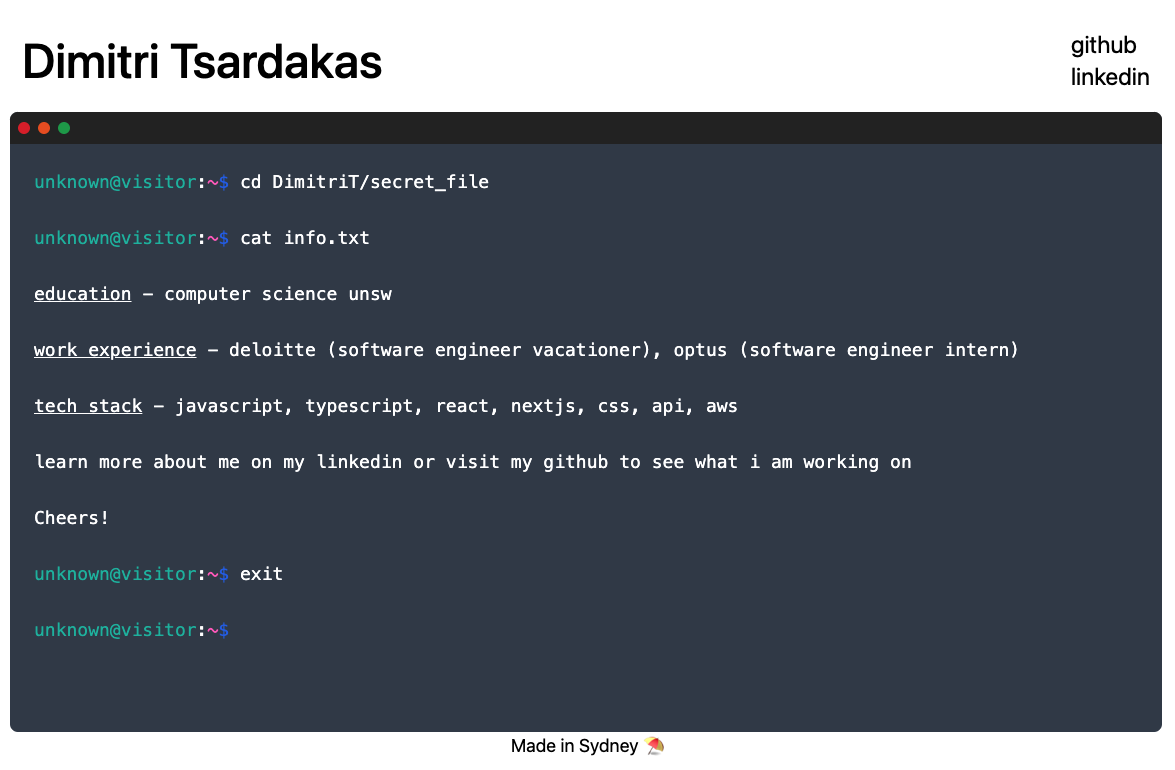 Dimitri Tsardakas
github
linkedin
unknown@visitor:~$ cd DimitriT/secret_file
unknown@visitor:~$ cat info.txt
education – computer science unsw
work experience – deloitte (software engineer vacationer), optus (software engineer intern)
tech stack – javascript, typescript, react, nextjs, css, api, aws
learn more about me on my linkedin or visit my github to see what i am working on
Cheers!
unknown@visitor:~$ exit
unknown@visitor:~$
Made in Sydney ⛱️